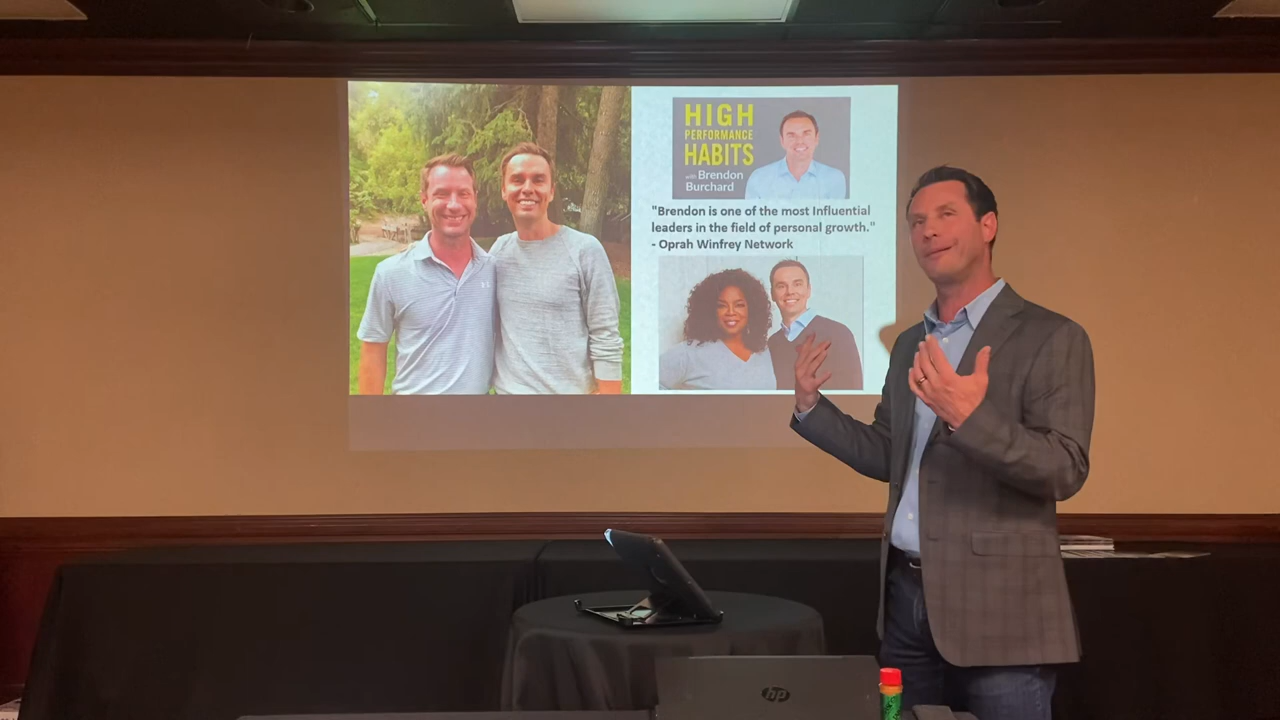 HIGH
PERFORMANCE
HABITS
with Brendon
Burchard
"Brendon is one of the most Influential
leaders in the field of personal growth."
- Oprah Winfrey Network
hp